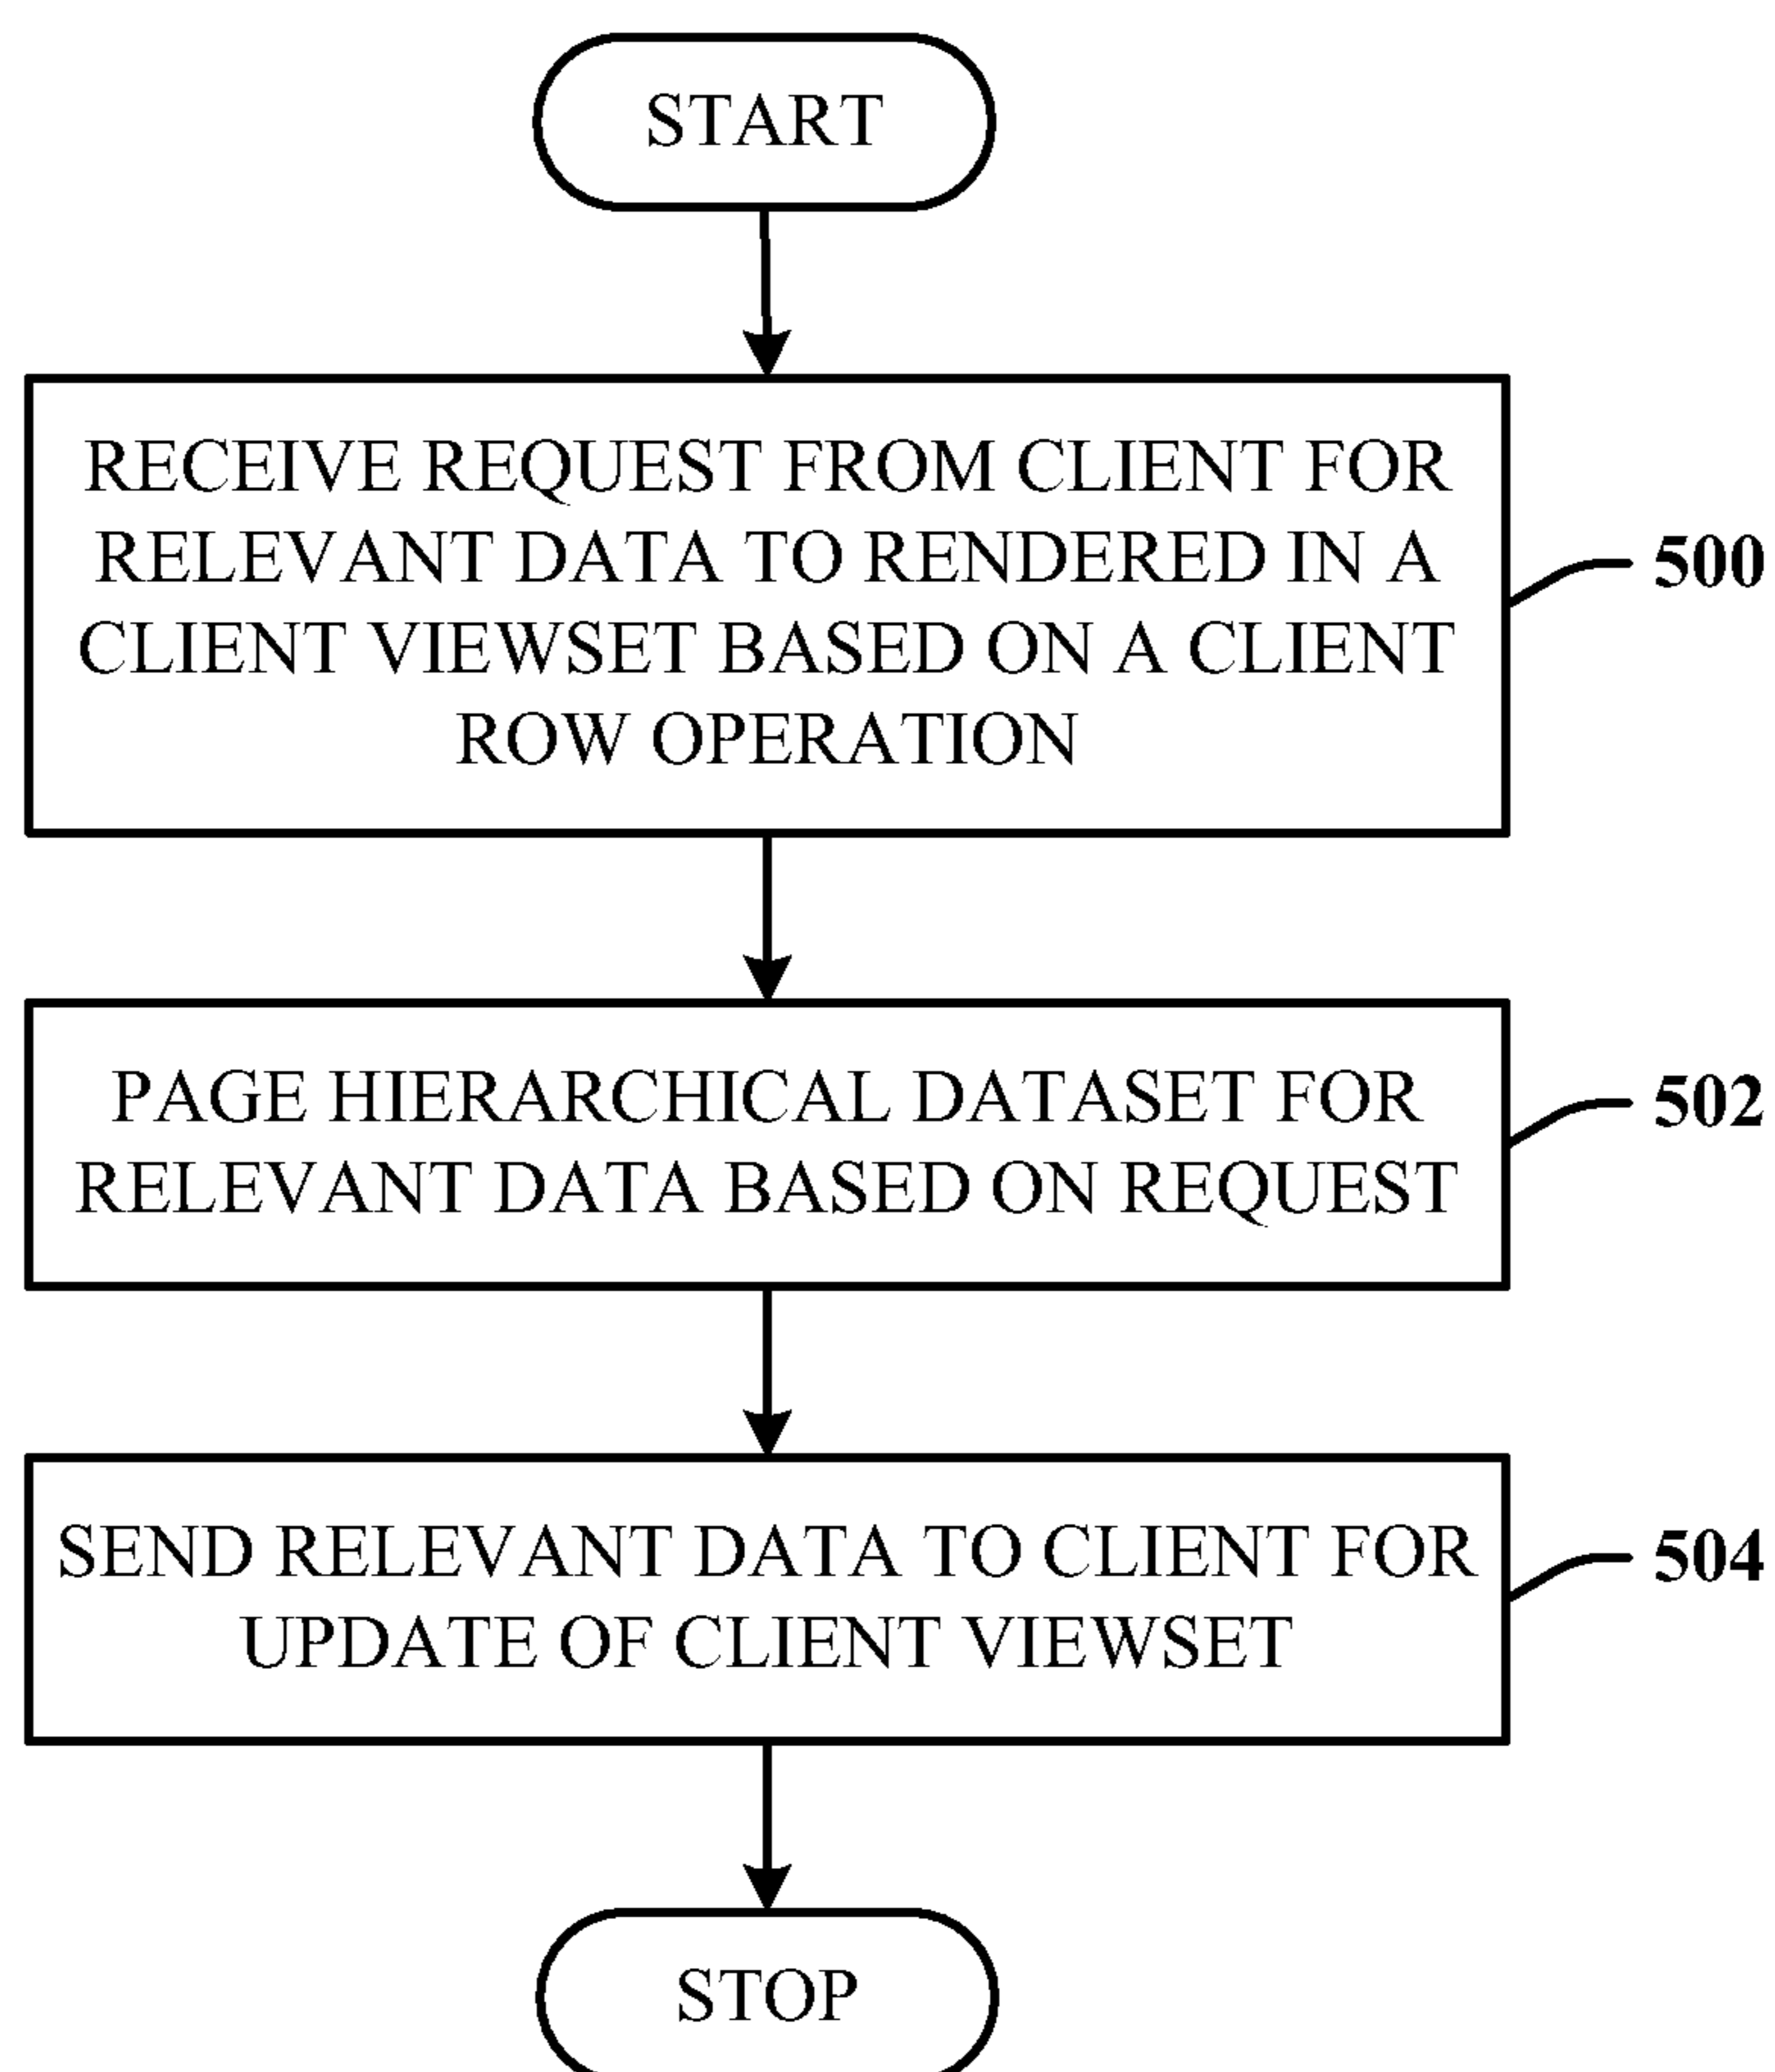 START
RECEIVE REQUEST FROM CLIENT FOR
RELEVANT DATA TO RENDERED IN A
CLIENT VIEWSET BASED ON A CLIENT
ROW OPERATION
500
PAGE HIERARCHICAL DATASET FOR
RELEVANT DATA BASED ON REQUEST
502
SEND RELEVANT DATA TO CLIENT FOR
UPDATE OF CLIENT VIEWSET
504
STOP